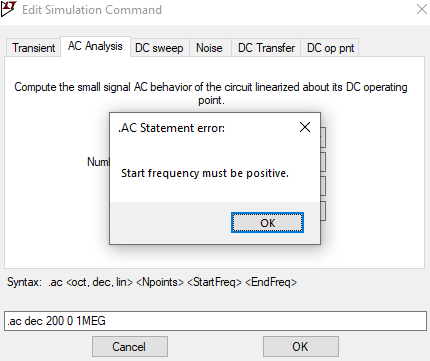 Edit Simulation Command
Transient AC Analysis DC sweep Noise DC Transfer DC op pnt
Compute the small signal AC behavior of the circuit linearized about its DC operating
point.
.AC Statement error:
Start frequency must be positive.
OK
Syntax: .ac <oct, dec, lin> <Npoints> <StartFreq> <EndFreq>
.ac dec 200 0 1MEG
Cancel OK